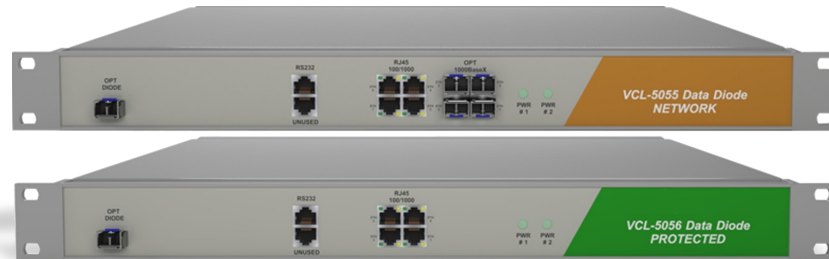 OPT
DIODE
RS232
UNUSED
RJ45
100/1000
OPT
1000BaseX
PWR
# 1
PWR
# 2
VCL-5055 Data Diode
NETWORK
OPT
DIODE
RS232
UNUSED
RJ45
100/1000
PWR
# 1
PWR
# 2
VCL-5056 Data Diode
PROTECTED